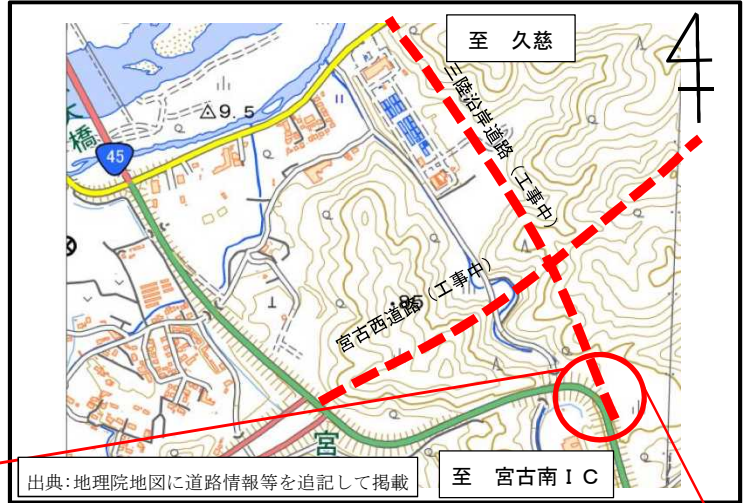 至 久慈
三陸沿岸道路(工事中)
9.5
橋
45
宮古西道路(工事中)
85
宮
出典:地理院地図に道路情報等を追記して掲載
至 宮古南IC